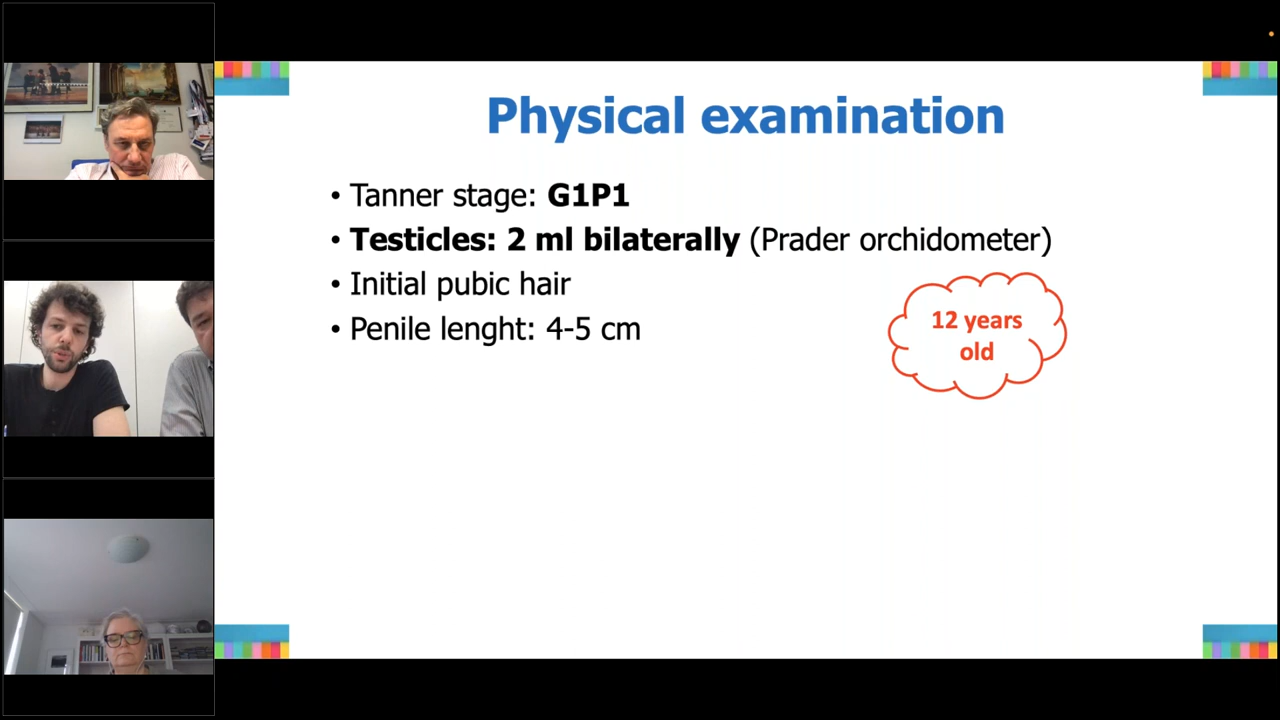 Physical examination
• Tanner stage: G1P1
• Testicles: 2 ml bilaterally (Prader orchidometer)
• Initial pubic hair
• Penile lenght: 4-5 cm
12 years
old